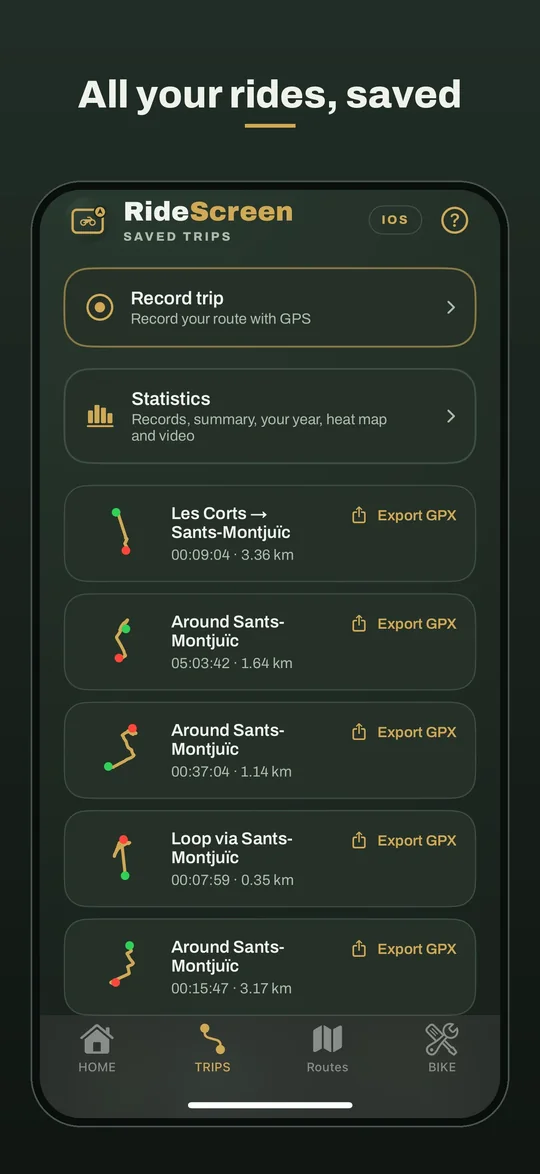 All your rides, saved
RideScreen
SAVED TRIPS
IOS
?
Record trip
Record your route with GPS
Statistics
Records, summary, your year, heat map
and video
Les Corts →
Sants-Montjuïc
00:09:04 · 3.36 km
Export GPX
Around Sants-
Montjuïc
05:03:42 · 1.64 km
Export GPX
Around Sants-
Montjuïc
00:37:04 · 1.14 km
Export GPX
Loop via Sants-
Montjuïc
00:07:59 · 0.35 km
Export GPX
Around Sants-
Montjuïc
00:15:47 · 3.17 km
Export GPX
HOME
TRIPS
Routes
BIKE